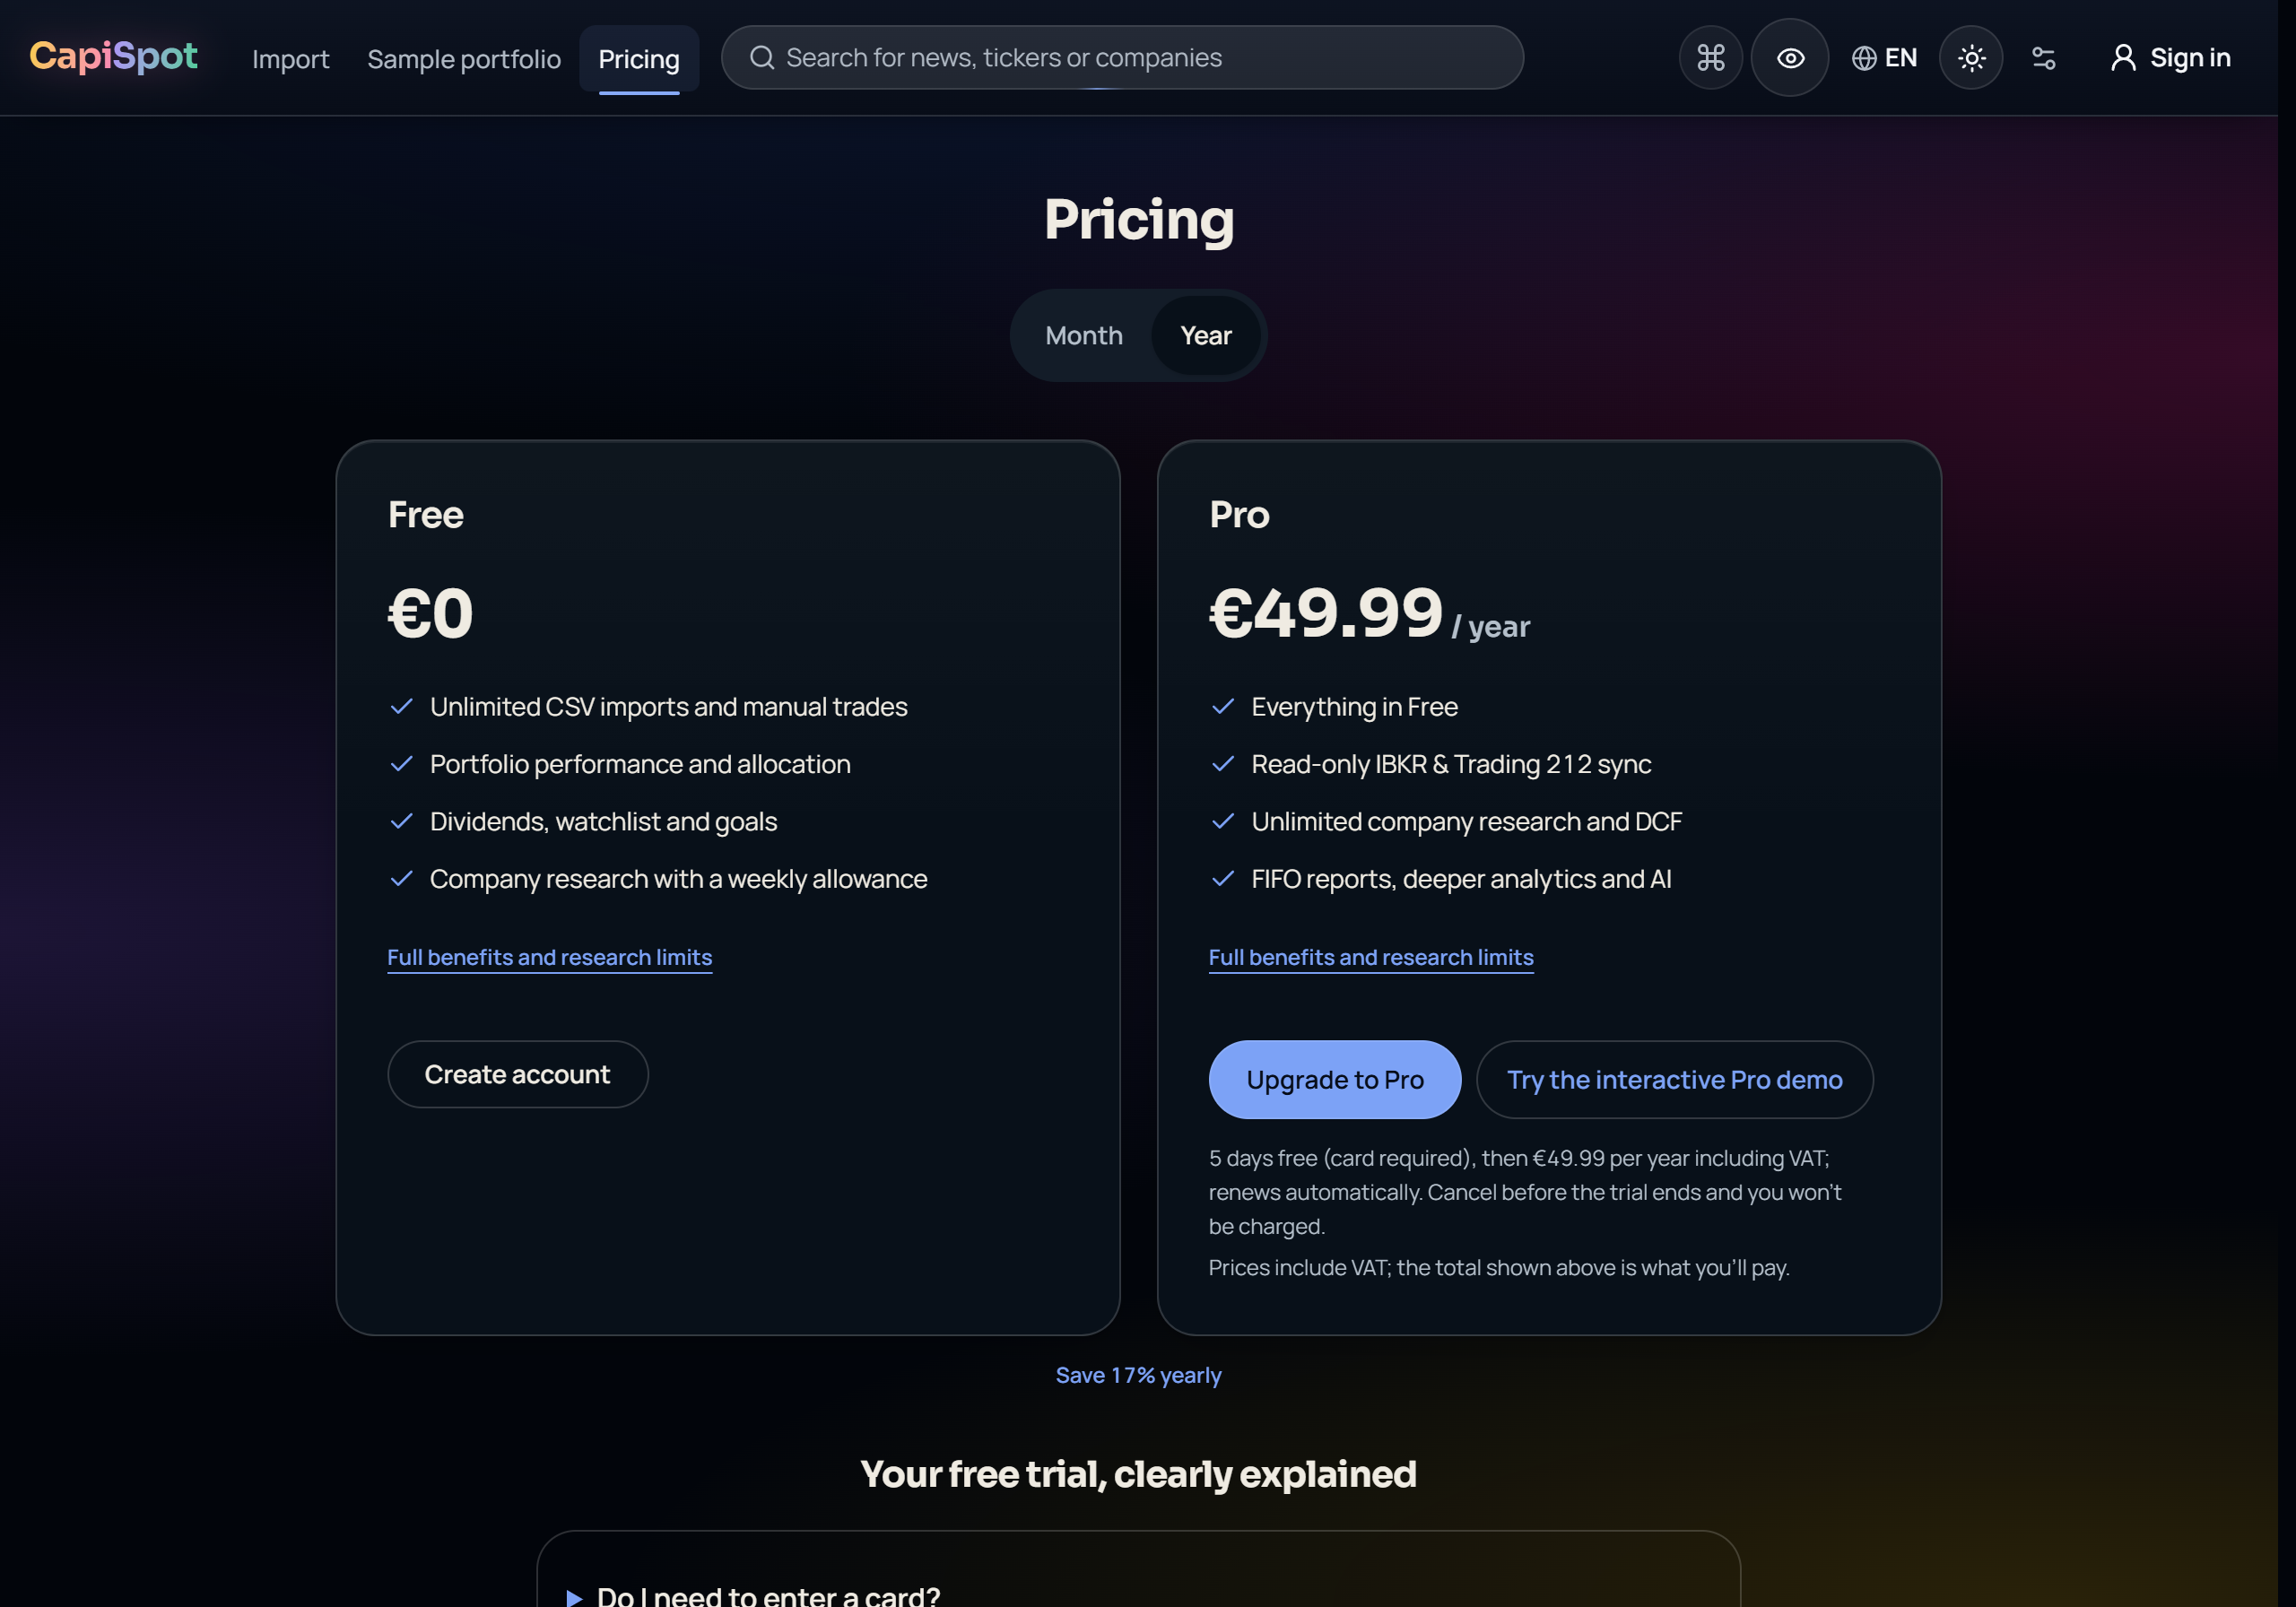 CapiSpot
Import
Sample portfolio
Pricing
Search for news, tickers or companies
EN
Sign in
Pricing
Month
Year
Free
€0
Unlimited CSV imports and manual trades
Portfolio performance and allocation
Dividends, watchlist and goals
Company research with a weekly allowance
Full benefits and research limits
Create account
Pro
€49.99 / year
Everything in Free
Read-only IBKR & Trading 212 sync
Unlimited company research and DCF
FIFO reports, deeper analytics and AI
Full benefits and research limits
Upgrade to Pro
Try the interactive Pro demo
5 days free (card required), then €49.99 per year including VAT;
renews automatically. Cancel before the trial ends and you won’t
be charged.
Prices include VAT; the total shown above is what you’ll pay.
Save 17% yearly
Your free trial, clearly explained
Do I need to enter a card?